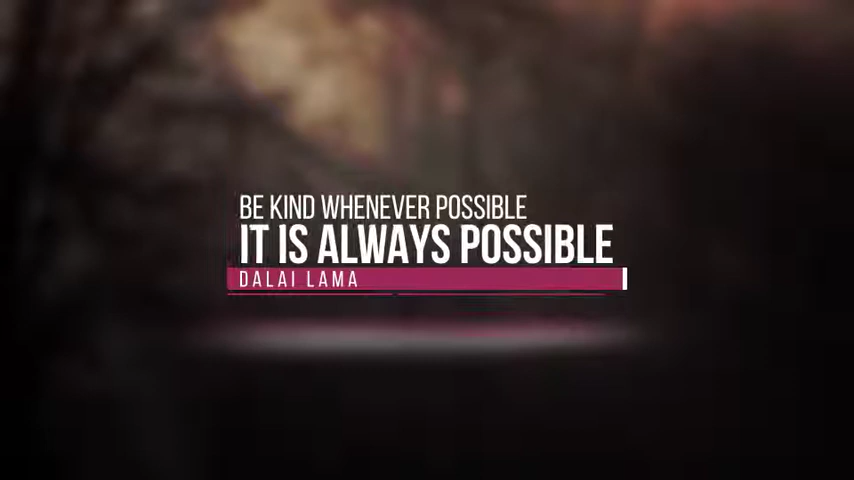 BE KIND WHENEVER POSSIBLE
IT IS ALWAYS POSSIBLE
DALAI LAMA